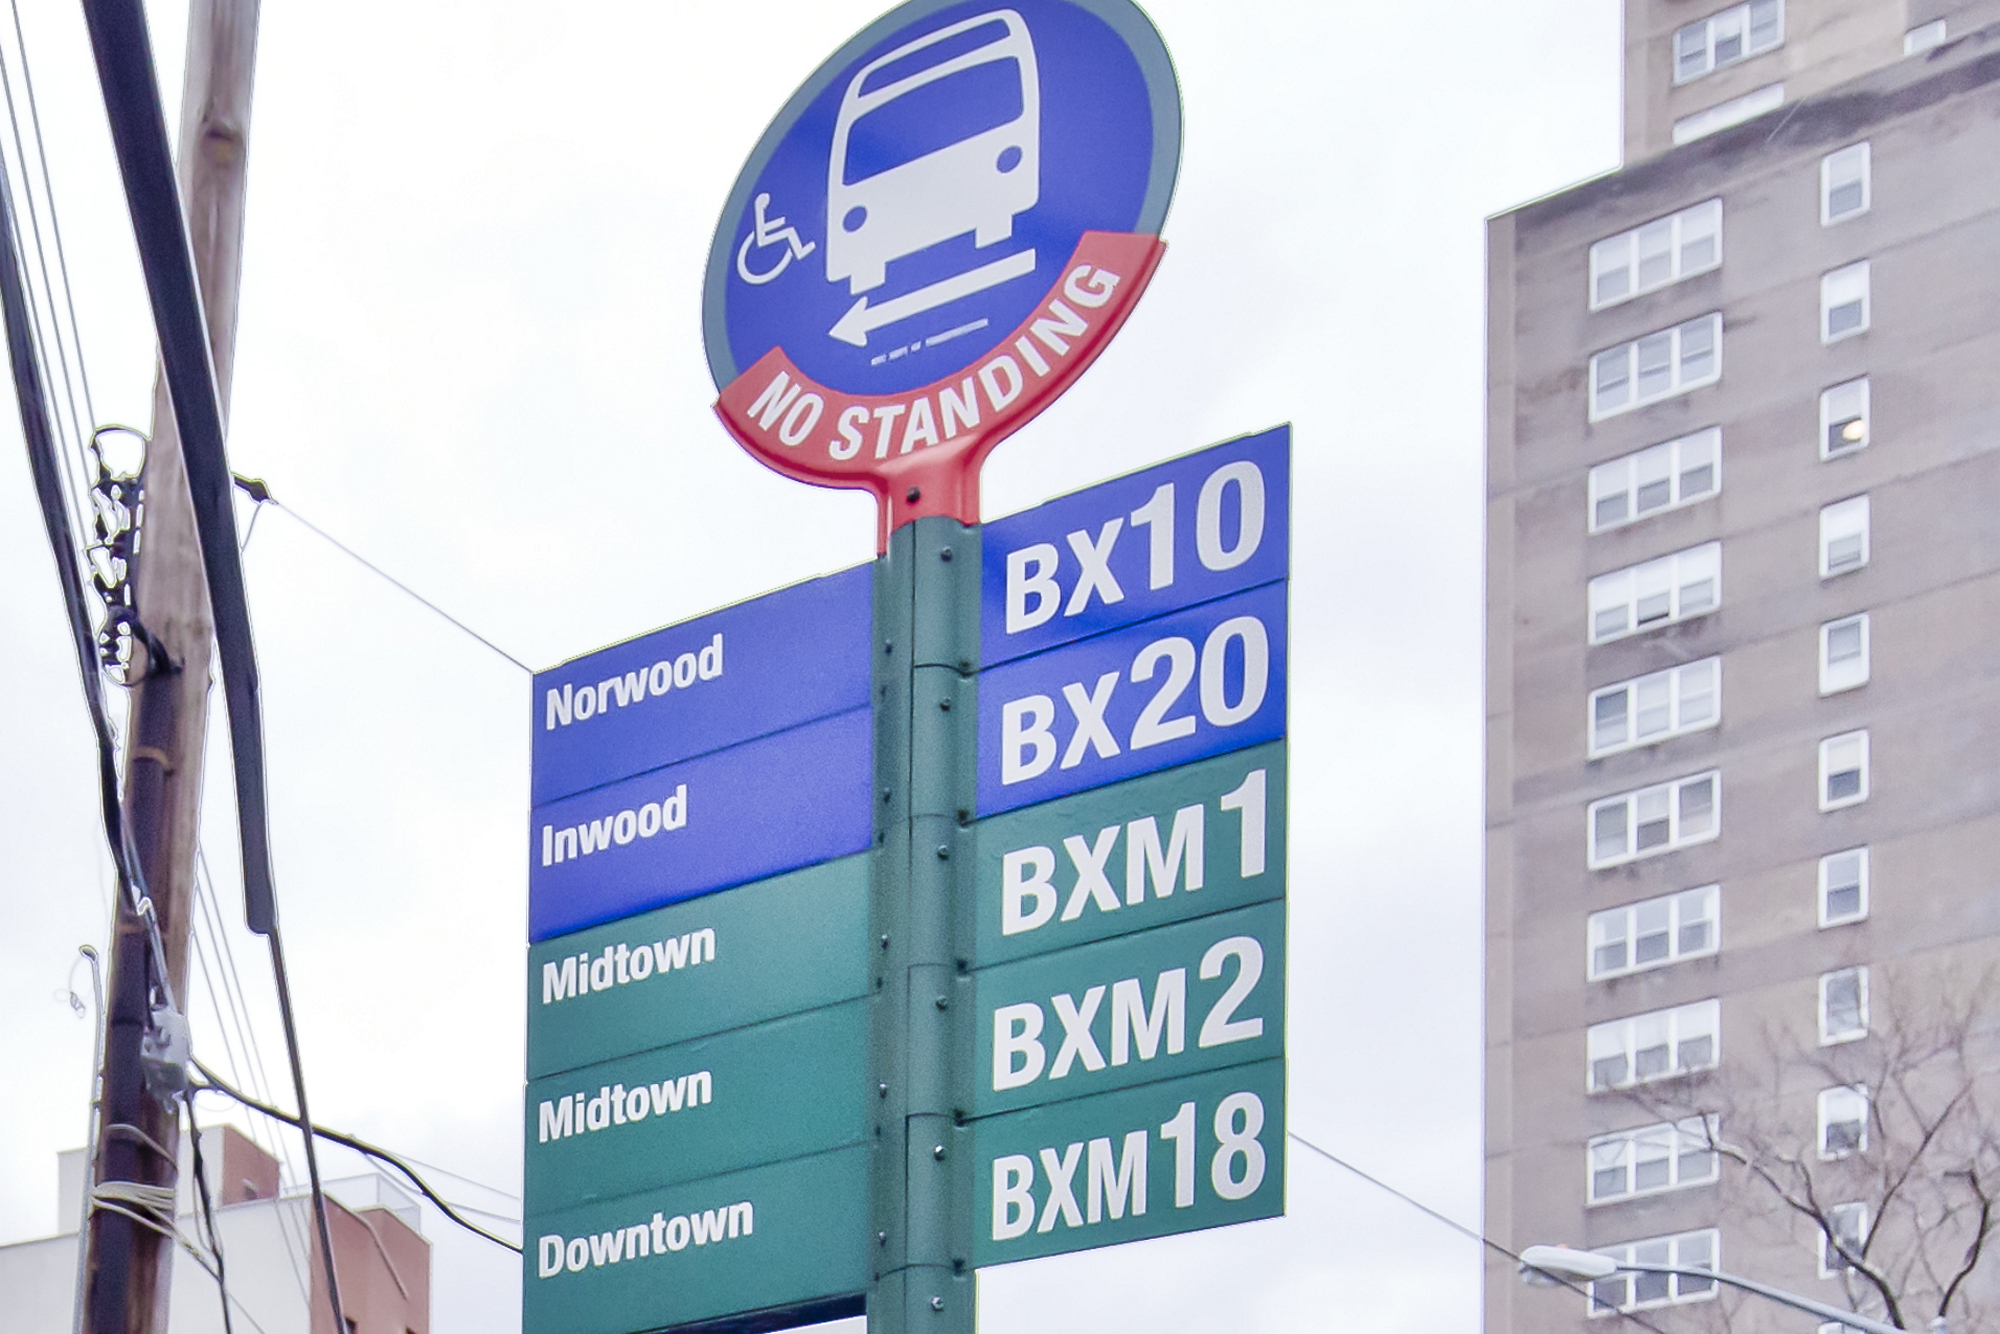 NO STANDING
Norwood BX10
Inwood BX20
Midtown BXM1
Midtown BXM2
Downtown BXM18